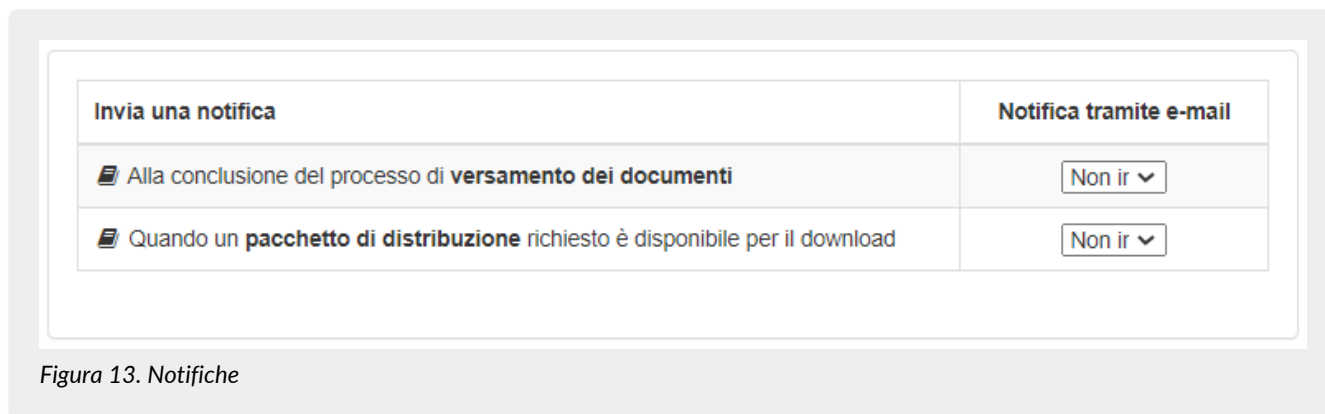 Invia una notifica Notifica tramite e-mail
Alla conclusione del processo di versamento dei documenti Non ir
Quando un pacchetto di distribuzione richiesto è disponibile per il download Non ir
Figura 13. Notifiche